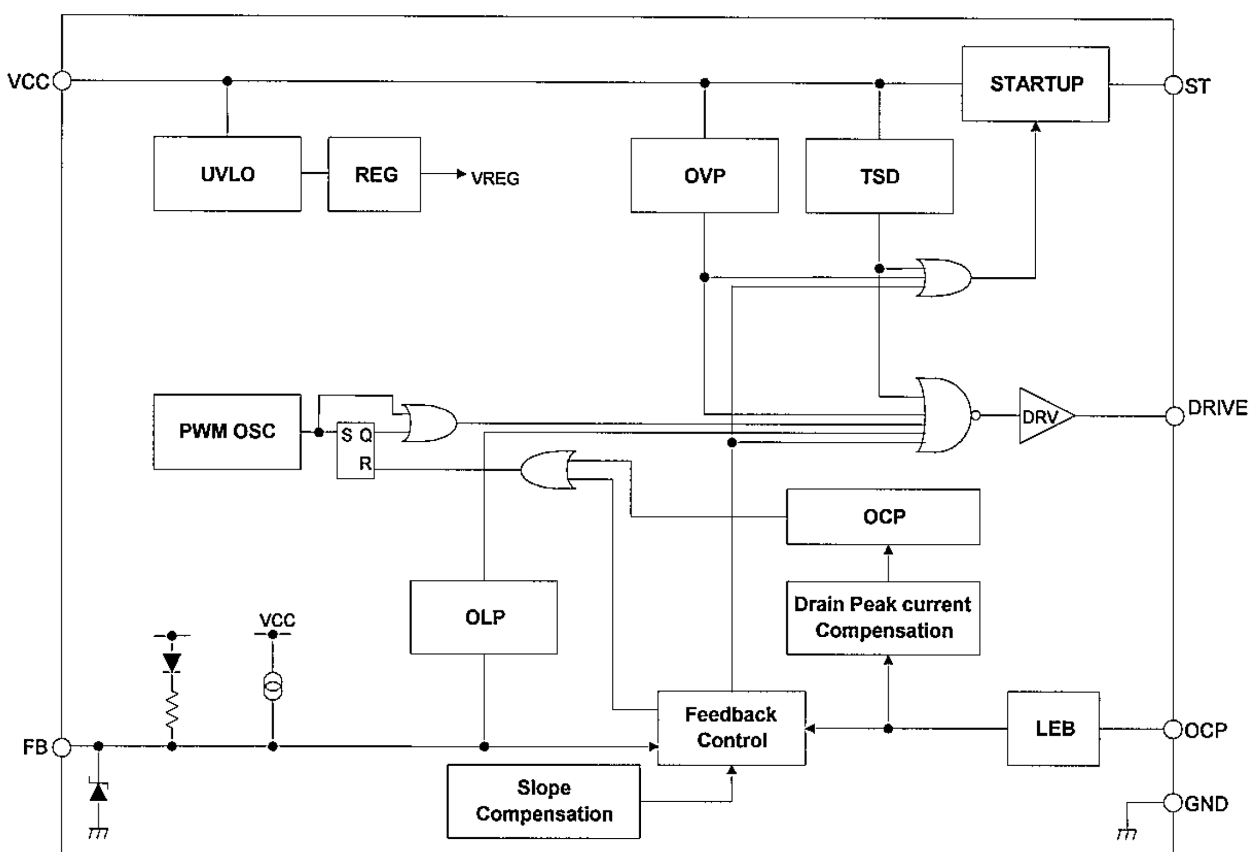 VCC
STARTUP
ST
UVLO
REG
VREG
OVP
TSD
PWM OSC
S Q
R
DRV
DRIVE
OCP
OLP
Drain Peak current
Compensation
VCC
FB
Feedback
Control
LEB
OCP
Slope
Compensation
GND